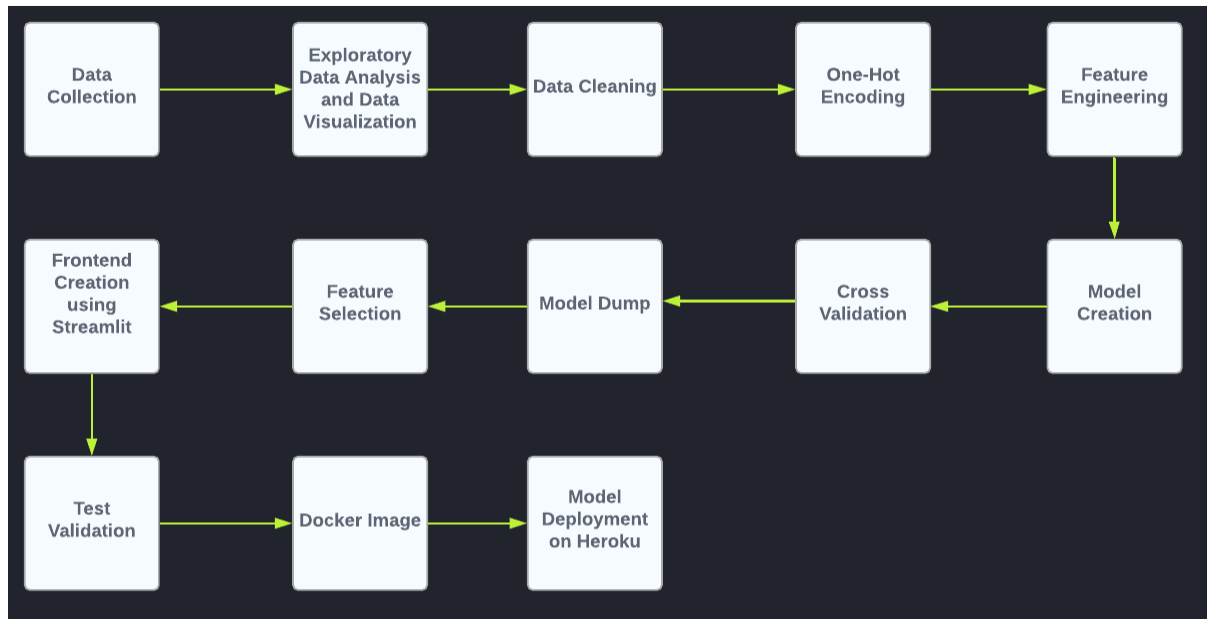 Data
Collection
Exploratory
Data Analysis
and Data
Visualization
Data Cleaning
One-Hot
Encoding
Feature
Engineering
Model
Creation
Cross
Validation
Model Dump
Feature
Selection
Frontend
Creation
using
Streamlit
Test
Validation
Docker Image
Model
Deployment
on Heroku